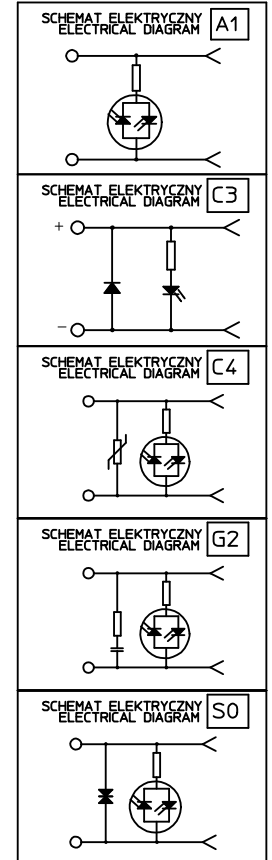 SCHEMAT ELEKTRYCZNY
ELECTRICAL DIAGRAM
A1
SCHEMAT ELEKTRYCZNY
ELECTRICAL DIAGRAM
C3
+
-
SCHEMAT ELEKTRYCZNY
ELECTRICAL DIAGRAM
C4
SCHEMAT ELEKTRYCZNY
ELECTRICAL DIAGRAM
G2
SCHEMAT ELEKTRYCZNY
ELECTRICAL DIAGRAM
S0